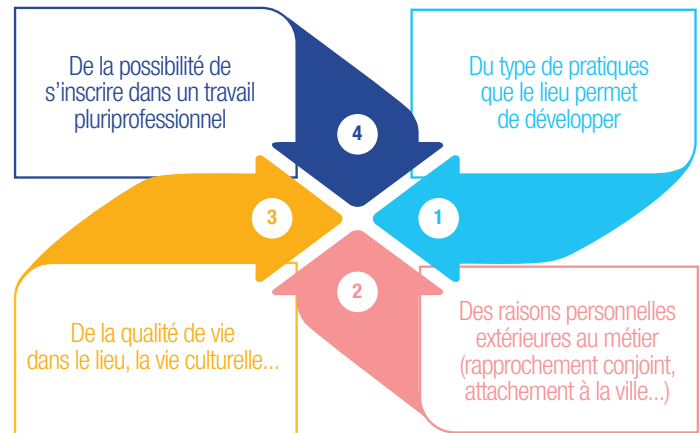 De la possibilité de
s'inscrire dans un travail
pluriprofessionnel
4
Du type de pratiques
que le lieu permet
de développer
1
3
De la qualité de vie
dans le lieu, la vie culturelle...
2
Des raisons personnelles
extérieures au métier
(rapprochement conjoint,
attachement à la ville...)